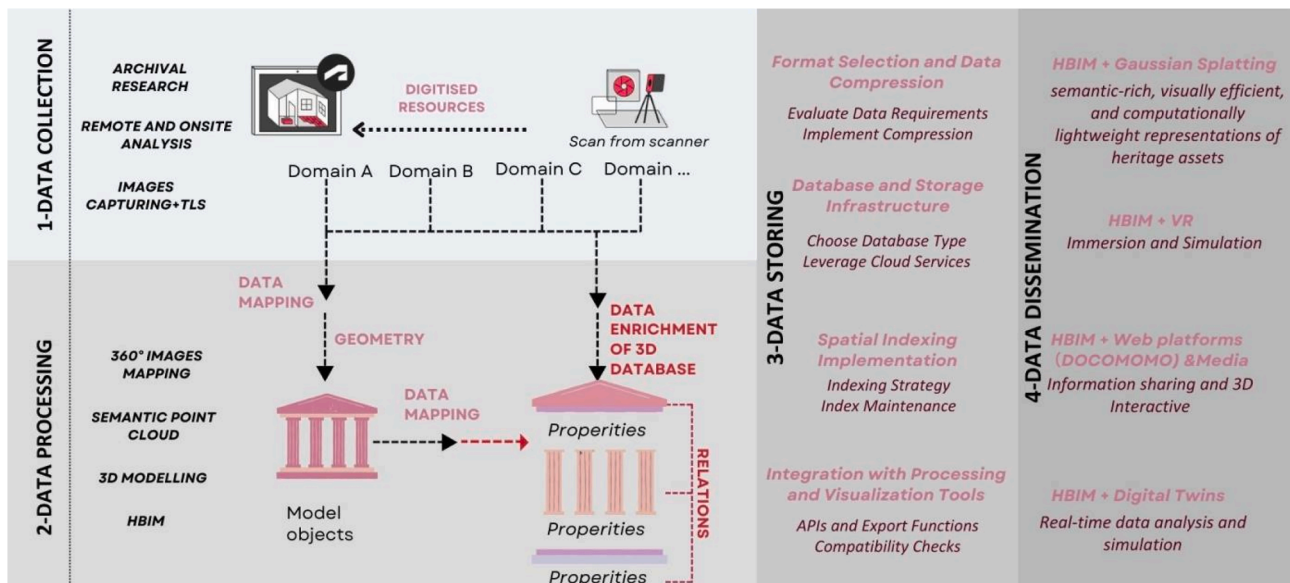 1-DATA COLLECTION
ARCHIVAL
RESEARCH
REMOTE AND ONSITE
ANALYSIS
IMAGES
CAPTURING+TLS
DIGITISED
RESOURCES
Scan from scanner
Domain A
Domain B
Domain C
Domain ...
2-DATA PROCESSING
360° IMAGES
MAPPING
SEMANTIC POINT
CLOUD
3D MODELLING
HBIM
DATA
MAPPING
GEOMETRY
DATA
MAPPING
Model
objects
DATA
ENRICHMENT
OF 3D
DATABASE
Properities
Properities
Properities
RELATIONS
3-DATA STORING
Format Selection and Data
Compression
Evaluate Data Requirements
Implement Compression
Database and Storage
Infrastructure
Choose Database Type
Leverage Cloud Services
Spatial Indexing
Implementation
Indexing Strategy
Index Maintenance
Integration with Processing
and Visualization Tools
APIs and Export Functions
Compatibility Checks
4-DATA DISSEMINATION
HBIM + Gaussian Splatting
semantic-rich, visually efficient,
and computationally
lightweight representations of
heritage assets
HBIM + VR
Immersion and Simulation
HBIM + Web platforms
(DOCOMOMO) &Media
Information sharing and 3D
Interactive
HBIM + Digital Twins
Real-time data analysis and
simulation